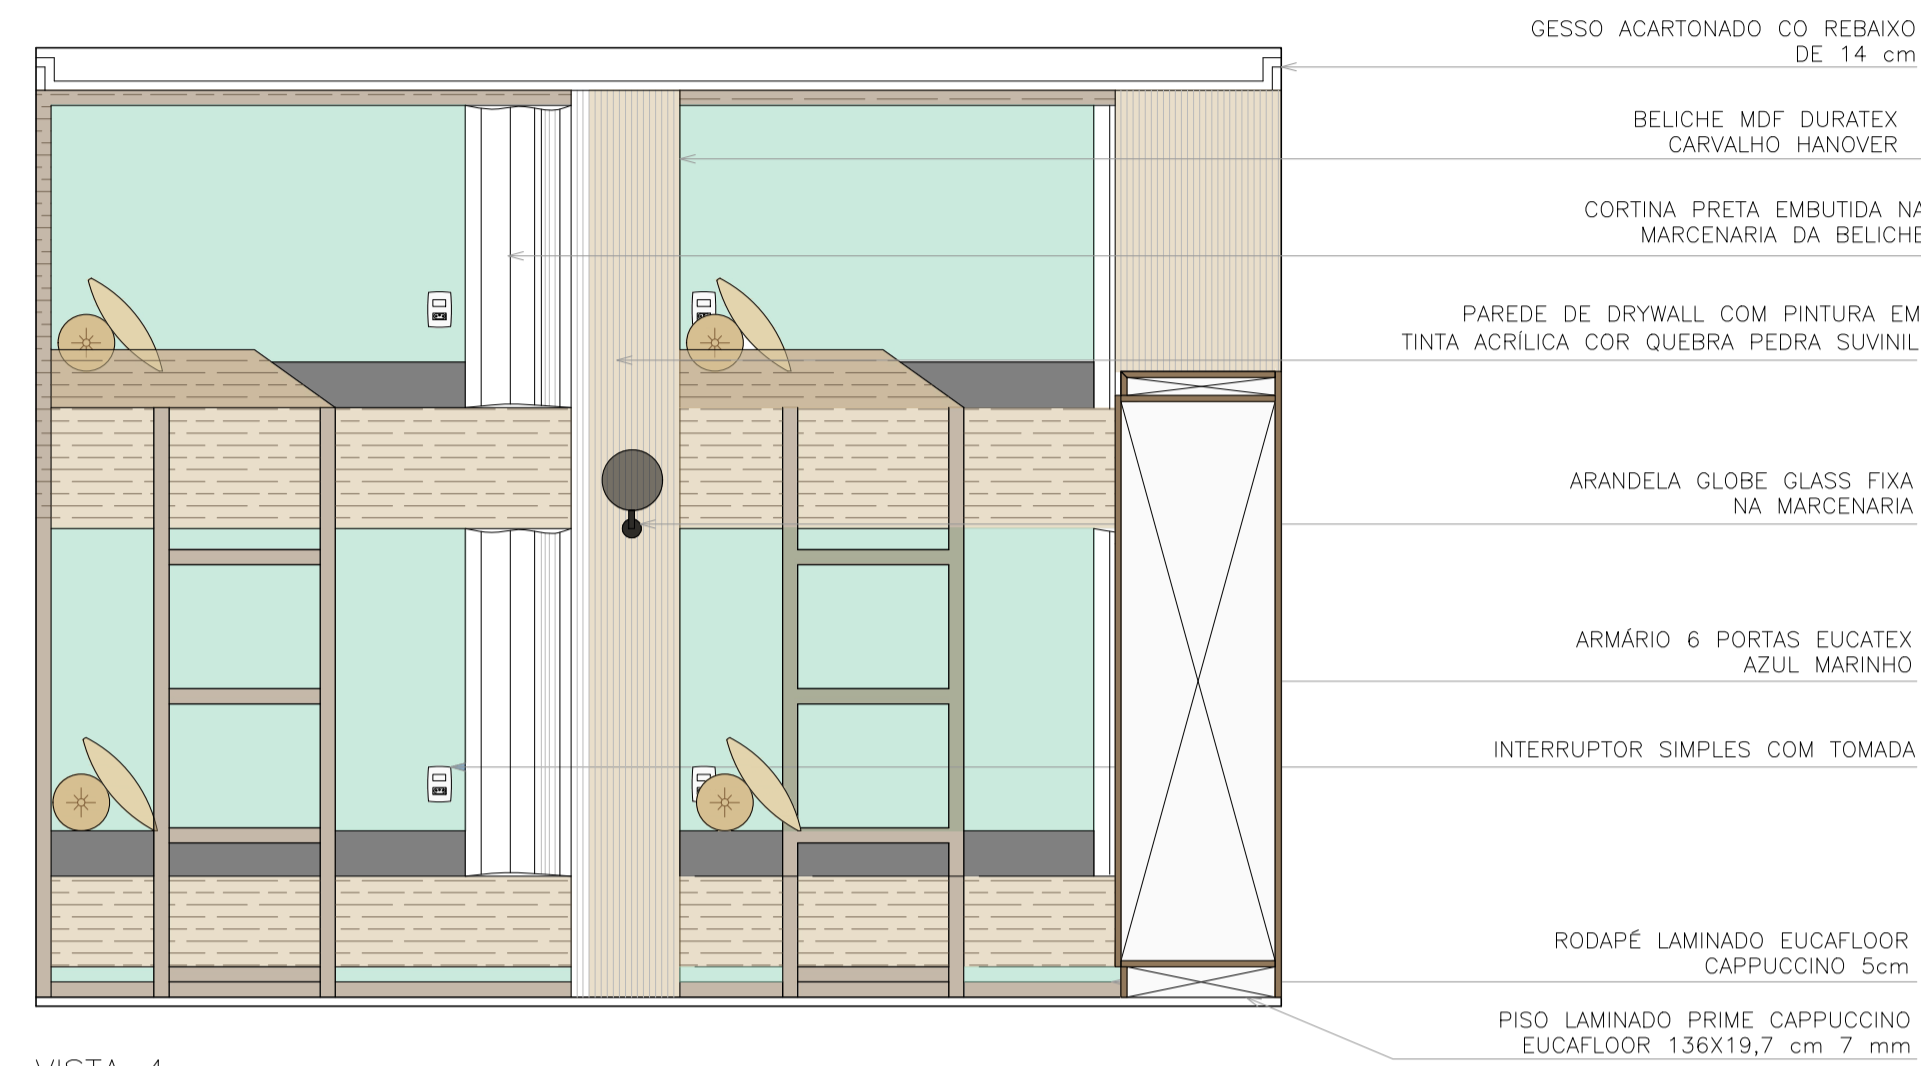 GESSO ACARTONADO CO REBAIXO
DE 14 cm
BELICHE MDF DURATEX
CARVALHO HANOVER
CORTINA PRETA EMBUTIDA NA
MARCENARIA DA BELICHE
PAREDE DE DRYWALL COM PINTURA EM
TINTA ACRÍLICA COR QUEBRA PEDRA SUVINIL
ARANDELA GLOBE GLASS FIXA
NA MARCENARIA
ARMÁRIO 6 PORTAS EUCATEX
AZUL MARINHO
INTERRUPTOR SIMPLES COM TOMADA
RODAPÉ LAMINADO EUCAFLOOR
CAPPUCCINO 5cm
PISO LAMINADO PRIME CAPPUCCINO
EUCAFLOOR 136X19,7 cm 7 mm
VISTA 4